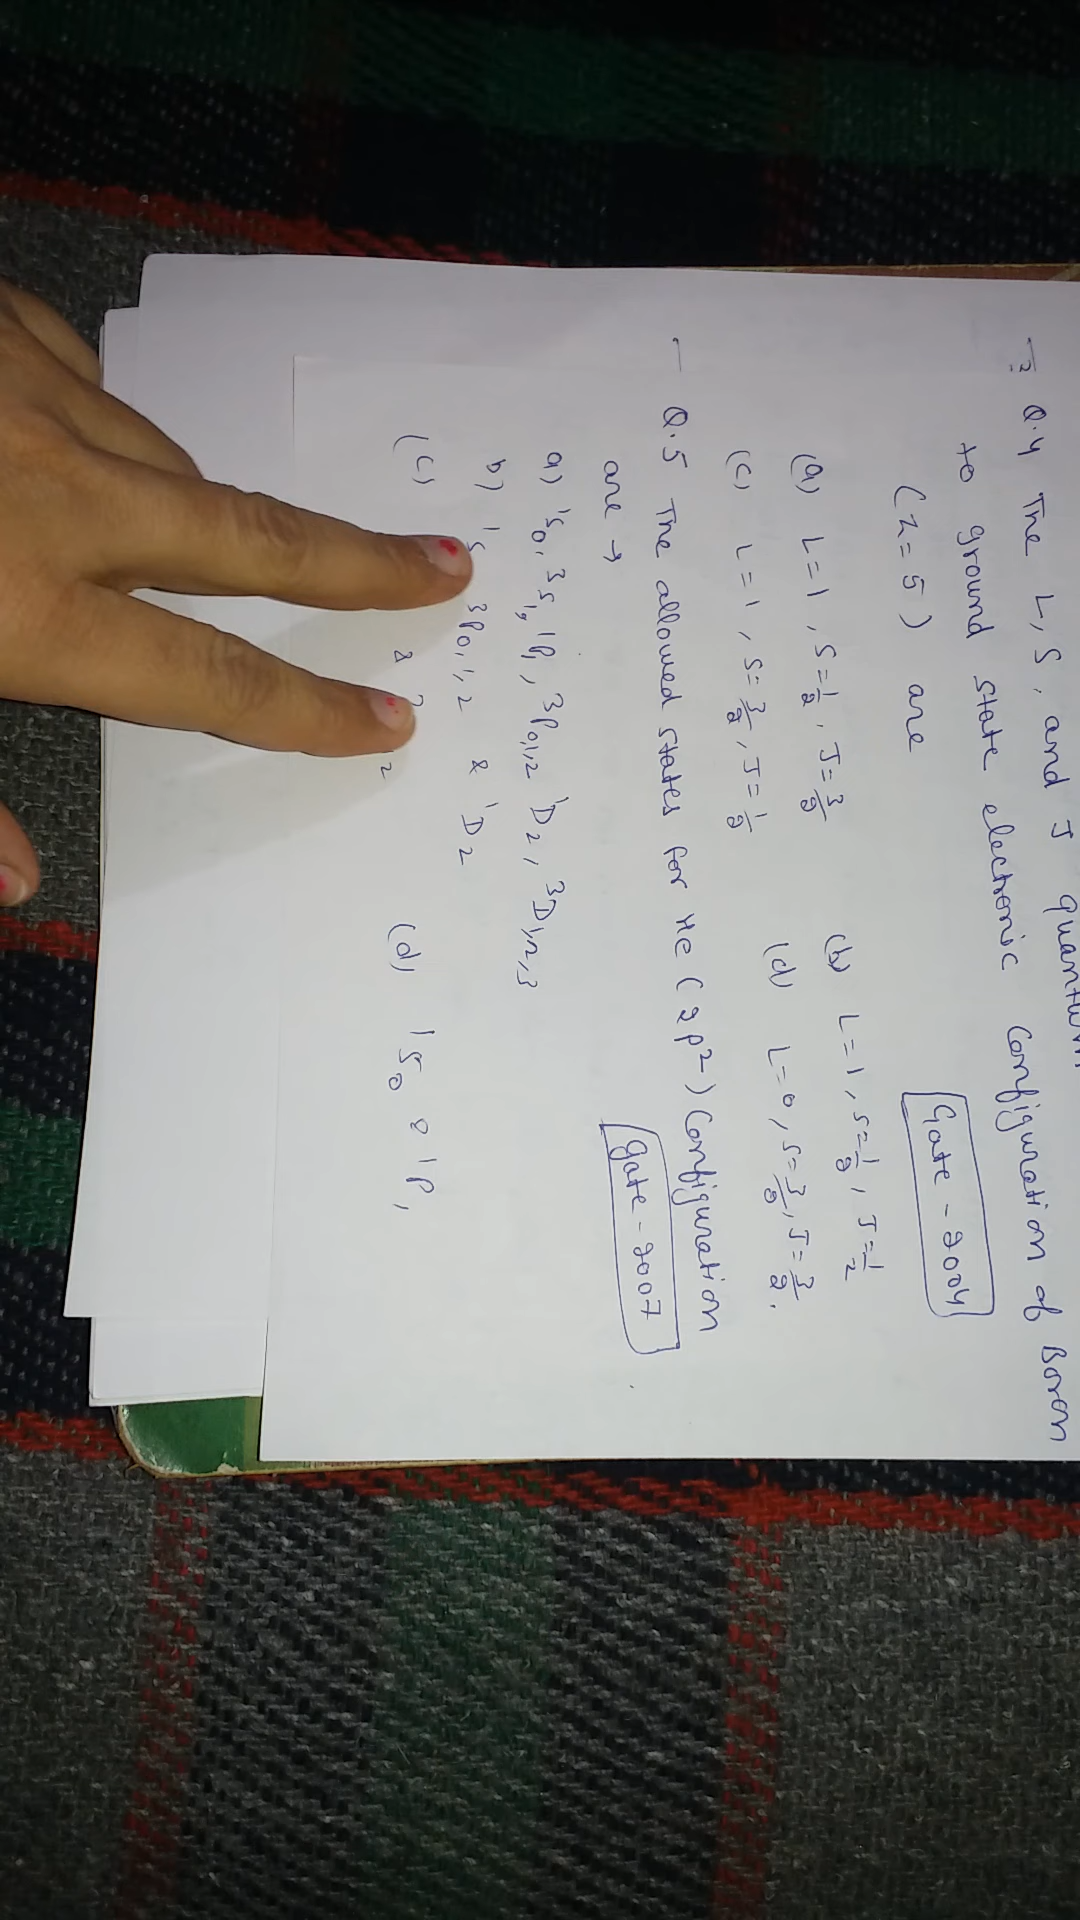 Q.4 The L, S, and J quantum
to ground state electronic Configuration of Boron
(Z = 5) are
Gate - 2004
(a) L = 1, S = 1/2, J = 3/2
(b) L = 1, S = 1/2, J = 1/2
(c) L = 1, S = 3/2, J = 1/2
(d) L = 0, S = 3/2, J = 3/2.
Q.5 The allowed states for He (2p²) Configuration
are →
Gate - 2007
a) ¹S₀, ³S₁, ¹P₁, ³P₀,₁,₂ ¹D₂, ³D₁,₂,₃
b) ¹S ³P₀,₁,₂ & ¹D₂
(c) & ₂
(d) ¹S₀ & ¹P₁